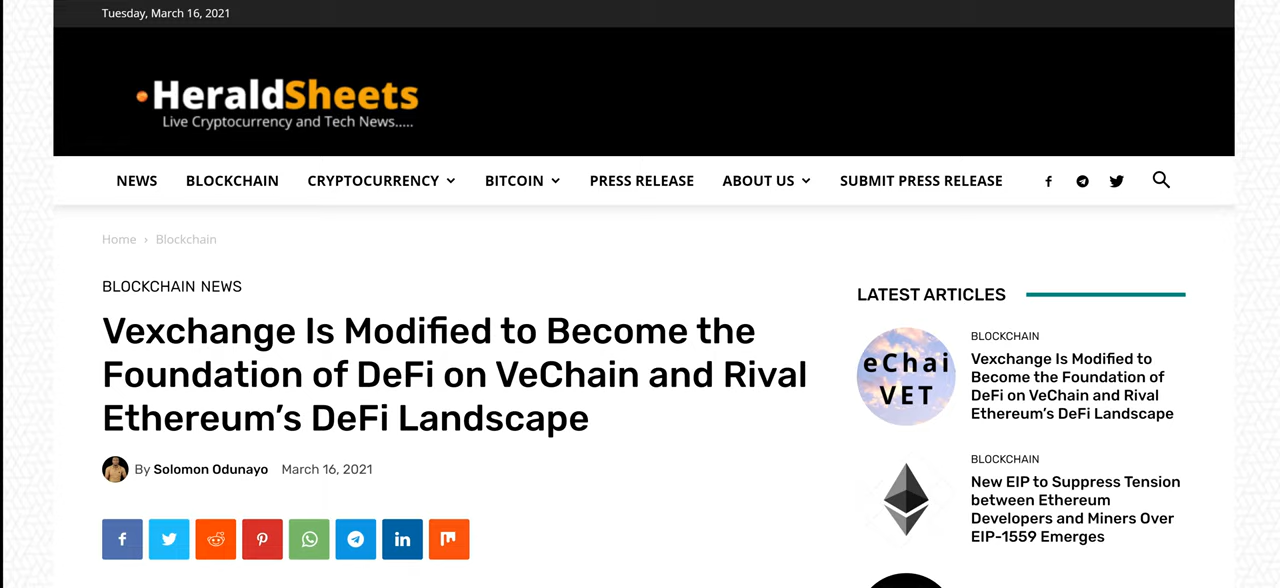 Tuesday, March 16, 2021
HeraldSheets
Live Cryptocurrency and Tech News.....
NEWS BLOCKCHAIN CRYPTOCURRENCY BITCOIN PRESS RELEASE ABOUT US SUBMIT PRESS RELEASE
Home › Blockchain
BLOCKCHAIN NEWS
Vexchange Is Modified to Become the
Foundation of DeFi on VeChain and Rival
Ethereum’s DeFi Landscape
By Solomon Odunayo March 16, 2021
LATEST ARTICLES
eChai
VET
BLOCKCHAIN
Vexchange Is Modified to
Become the Foundation of
DeFi on VeChain and Rival
Ethereum’s DeFi Landscape
BLOCKCHAIN
New EIP to Suppress Tension
between Ethereum
Developers and Miners Over
EIP-1559 Emerges